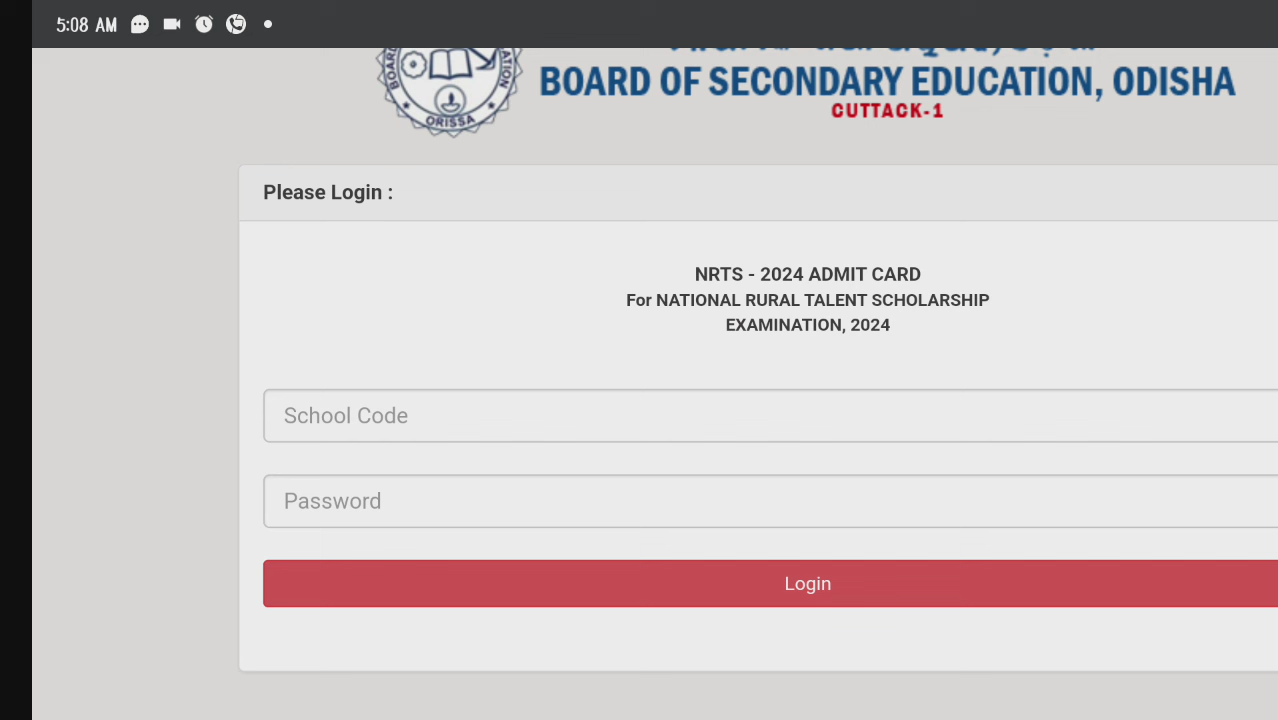 5:08 AM
ORISSA
BOARD OF SECONDARY EDUCATION, ODISHA
CUTTACK-1
Please Login :
NRTS - 2024 ADMIT CARD
For NATIONAL RURAL TALENT SCHOLARSHIP
EXAMINATION, 2024
School Code
Password
Login